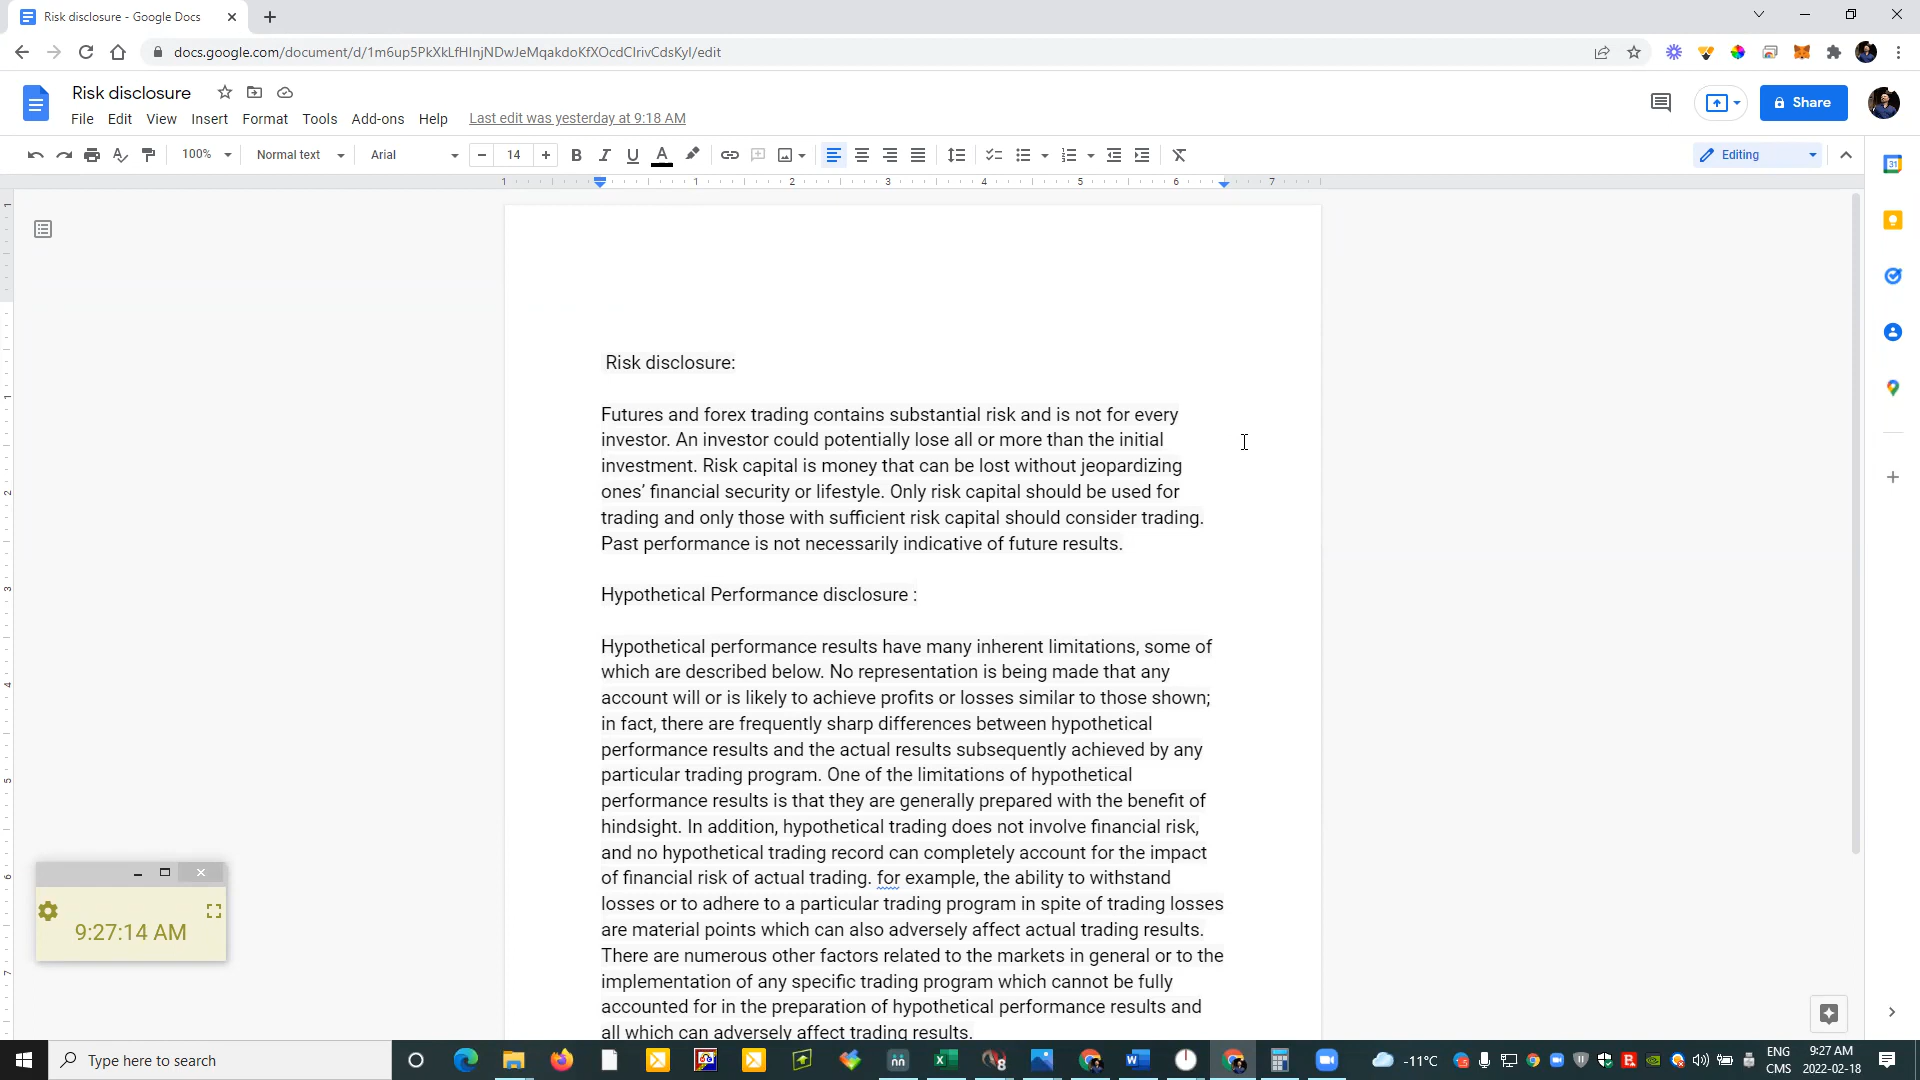 Risk disclosure - Google Docs
docs.google.com/document/d/1m6up5PkXkLfHInjNDwJeMqakdoKfXOcdCIrivCdsKyI/edit
Risk disclosure
File Edit View Insert Format Tools Add-ons Help Last edit was yesterday at 9:18 AM
Share
100% Normal text Arial 14 B I U A Editing
1 1 2 3 4 5 6 7
31
Risk disclosure:
Futures and forex trading contains substantial risk and is not for every
investor. An investor could potentially lose all or more than the initial
investment. Risk capital is money that can be lost without jeopardizing
ones’ financial security or lifestyle. Only risk capital should be used for
trading and only those with sufficient risk capital should consider trading.
Past performance is not necessarily indicative of future results.
Hypothetical Performance disclosure :
Hypothetical performance results have many inherent limitations, some of
which are described below. No representation is being made that any
account will or is likely to achieve profits or losses similar to those shown;
in fact, there are frequently sharp differences between hypothetical
performance results and the actual results subsequently achieved by any
particular trading program. One of the limitations of hypothetical
performance results is that they are generally prepared with the benefit of
hindsight. In addition, hypothetical trading does not involve financial risk,
and no hypothetical trading record can completely account for the impact
of financial risk of actual trading. for example, the ability to withstand
losses or to adhere to a particular trading program in spite of trading losses
are material points which can also adversely affect actual trading results.
There are numerous other factors related to the markets in general or to the
implementation of any specific trading program which cannot be fully
accounted for in the preparation of hypothetical performance results and
all which can adversely affect trading results.
9:27:14 AM
Type here to search
-11°C
ENG
CMS
9:27 AM
2022-02-18